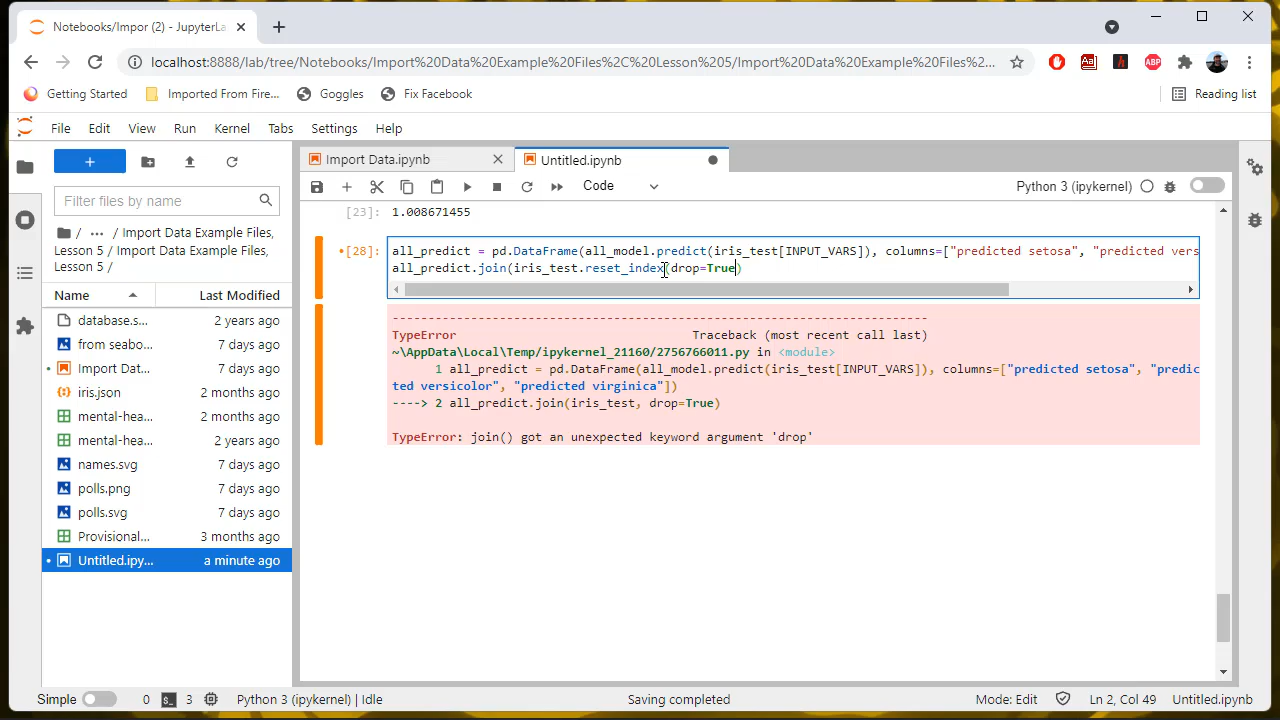 Notebooks/Impor (2) - JupyterLa
localhost:8888/lab/tree/Notebooks/Import%20Data%20Example%20Files%2C%20Lesson%205/Import%20Data%20Example%20Files%2...
ABP
Getting Started
Imported From Fire...
Goggles
Fix Facebook
Reading list
File Edit View Run Kernel Tabs Settings Help
Import Data.ipynb
Untitled.ipynb
Code
Python 3 (ipykernel)
Filter files by name
/ ... / Import Data Example Files,
Lesson 5 / Import Data Example Files,
Lesson 5 /
Name Last Modified
database.s... 2 years ago
from seabo... 7 days ago
Import Dat... 7 days ago
iris.json 2 months ago
mental-hea... 2 months ago
mental-hea... 2 years ago
names.svg 7 days ago
polls.png 7 days ago
polls.svg 7 days ago
Provisional... 3 months ago
Untitled.ipy... a minute ago
[23]: 1.008671455
[28]: all_predict = pd.DataFrame(all_model.predict(iris_test[INPUT_VARS]), columns=["predicted setosa", "predicted vers
all_predict.join(iris_test.reset_index(drop=True)
---------------------------------------------------------------------------
TypeError Traceback (most recent call last)
~\AppData\Local\Temp/ipykernel_21160/2756766011.py in <module>
1 all_predict = pd.DataFrame(all_model.predict(iris_test[INPUT_VARS]), columns=["predicted setosa", "predic
ted versicolor", "predicted virginica"])
----> 2 all_predict.join(iris_test, drop=True)
TypeError: join() got an unexpected keyword argument 'drop'
Simple 0 3 Python 3 (ipykernel) | Idle
Saving completed
Mode: Edit Ln 2, Col 49 Untitled.ipynb